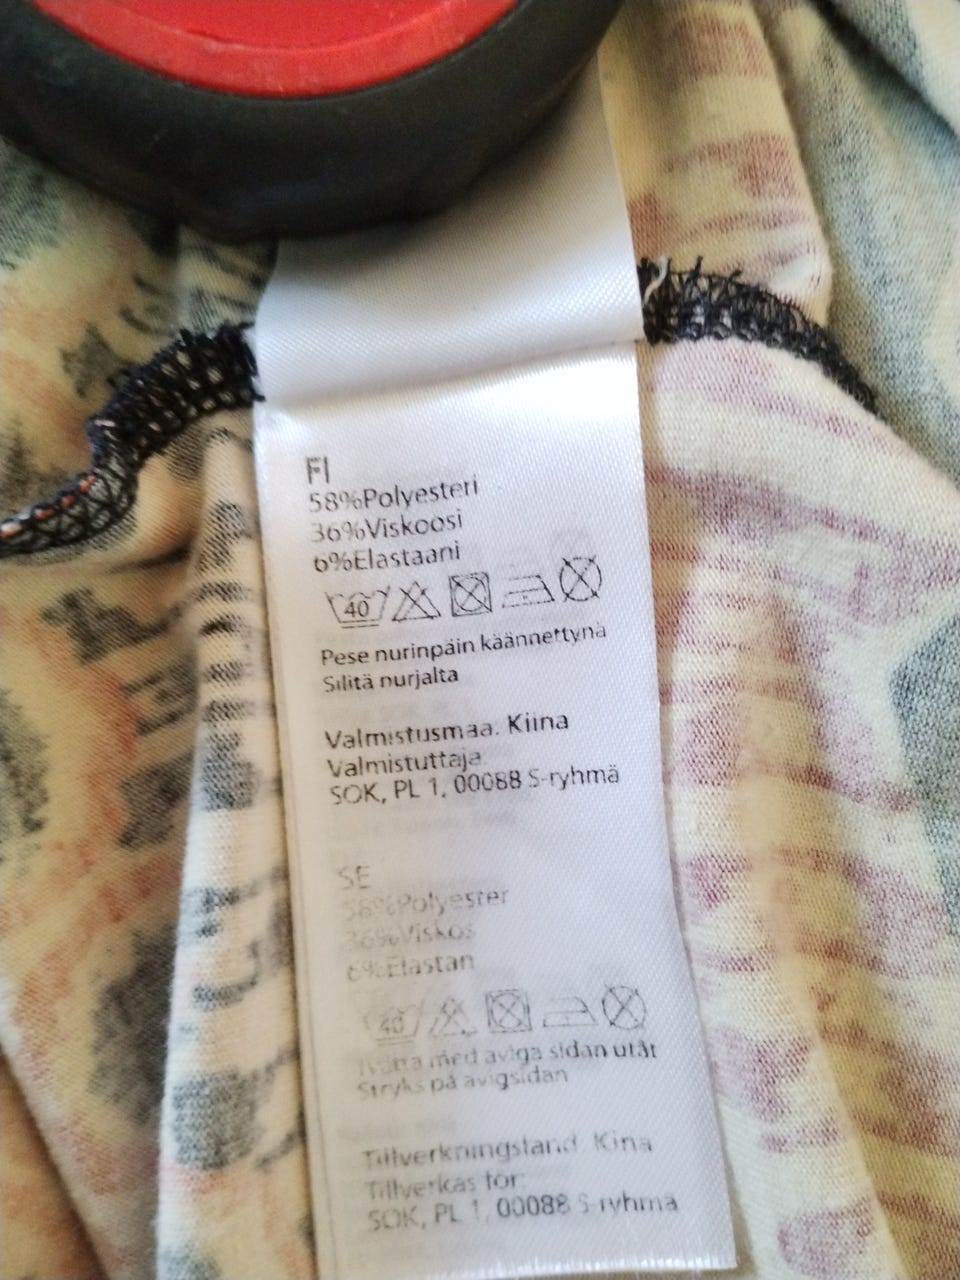 FI
58%Polyesteri
36%Viskoosi
6%Elastaani
40
Pese nurinpäin käännettynä
Silitä nurjalta
Valmistusmaa. Kiina
Valmistuttaja
SOK, PL 1, 00088 S-ryhmä
SE
58%Polyester
36%Viskos
6%Elastan
40
Tvätta med aviga sidan utåt
Stryks på avigsidan
Tillverkningsland Kina
Tillverkas för:
SOK, PL 1, 00088 S-ryhmä